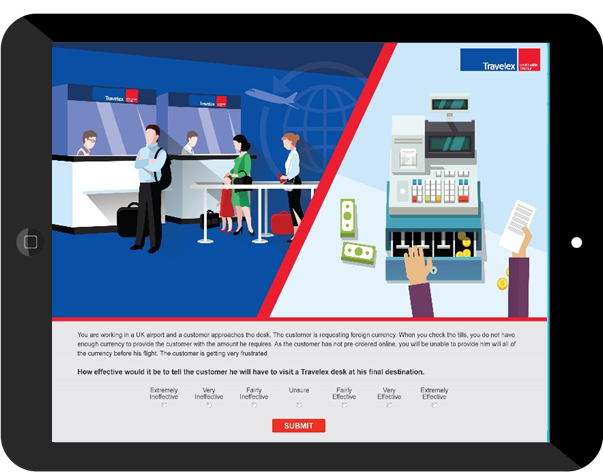 Travelex
Travelex
Travelex
You are working in a UK airport and a customer approaches the desk. The customer is requesting foreign currency. When you check the tills, you do not have
enough currency to provide the customer with the amount he requires. As the customer has not pre-ordered online, you will be unable to provide him will all of
the currency before his flight. The customer is getting very frustrated.
How effective would it be to tell the customer he will have to visit a Travelex desk at his final destination.
Extremely Ineffective
Very Ineffective
Fairly Ineffective
Unsure
Fairly Effective
Very Effective
Extremely Effective
SUBMIT